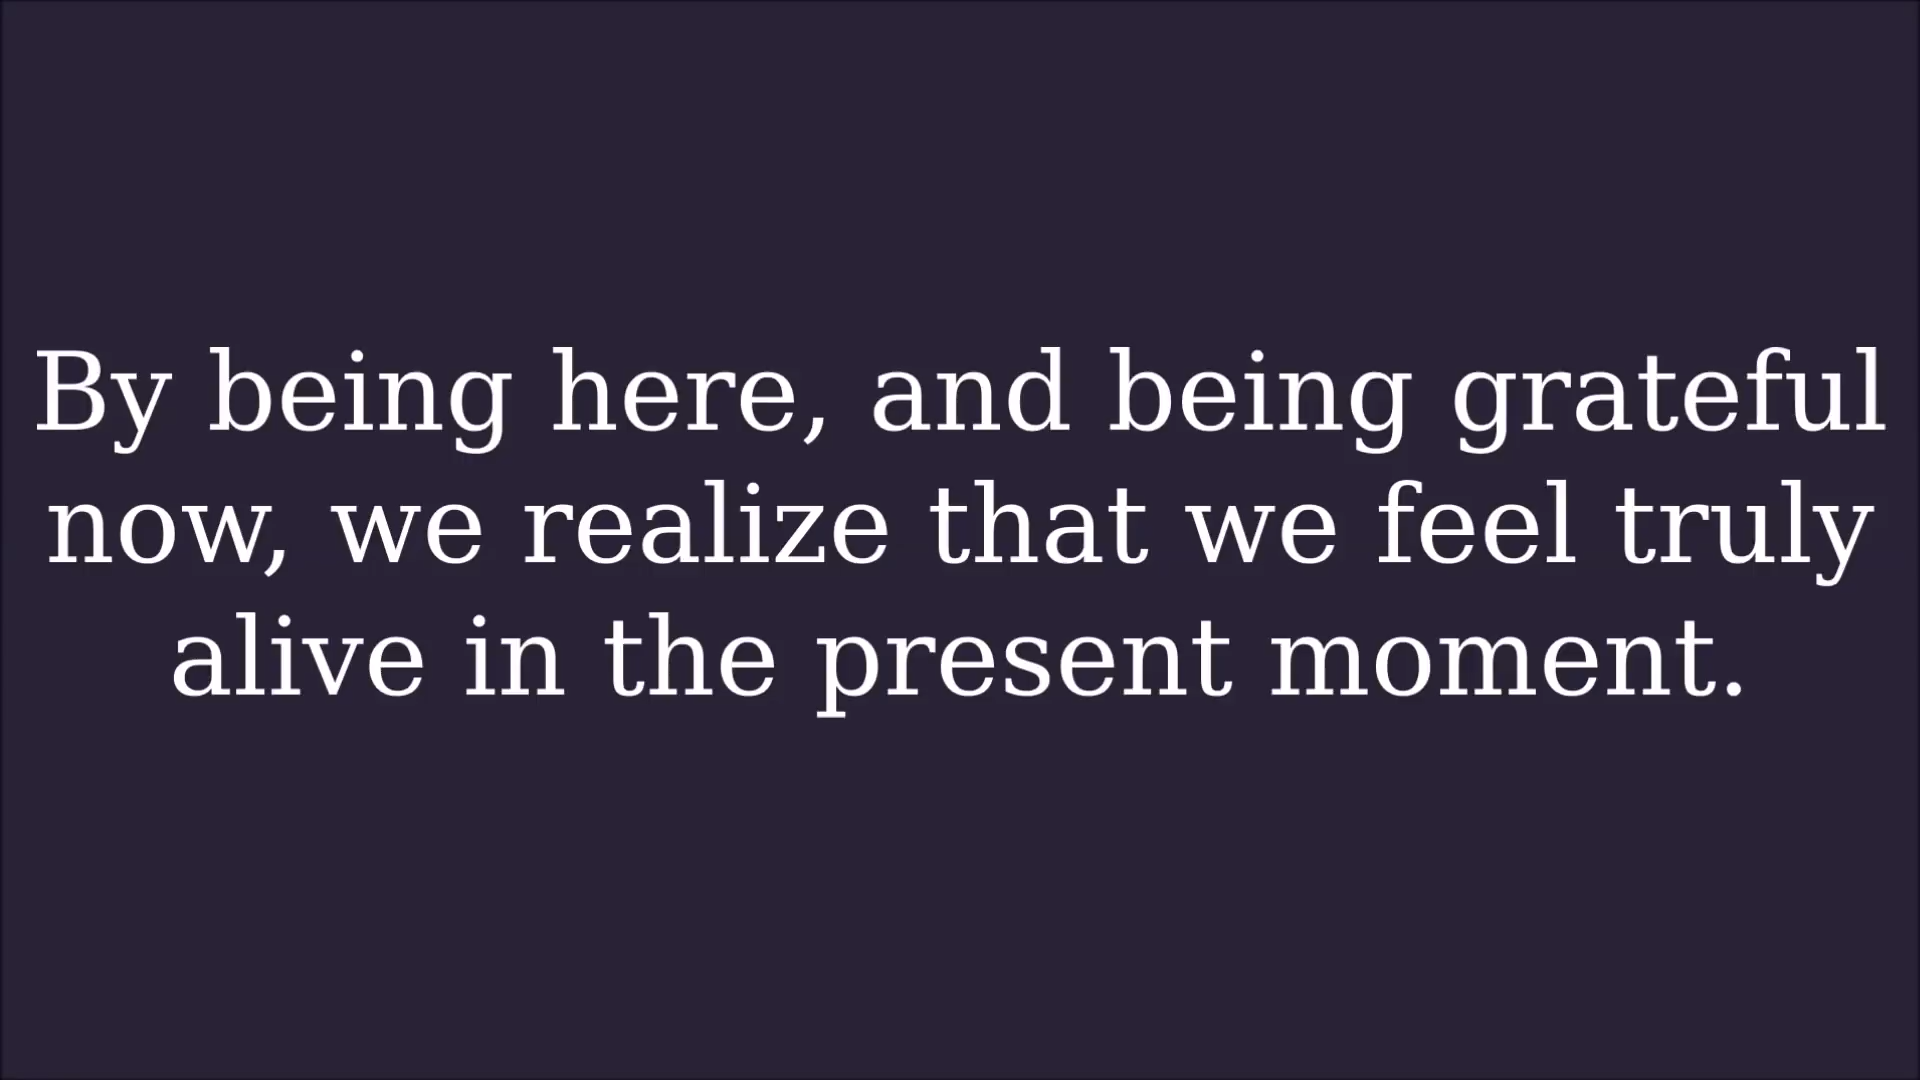 By being here, and being grateful
now, we realize that we feel truly
alive in the present moment.